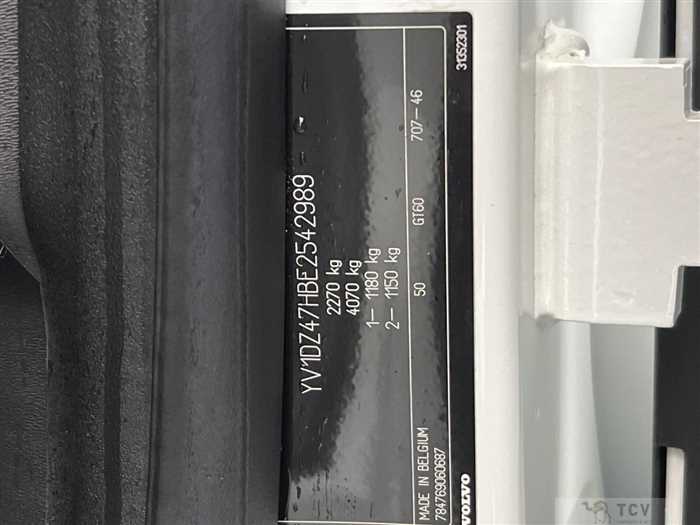 YV1DZ47HBE2542989
2270 kg
4070 kg
1- 1180 kg
2- 1150 kg
50 GT60 707-46
MADE IN BELGIUM
784769060687
VOLVO 31352301
TCV